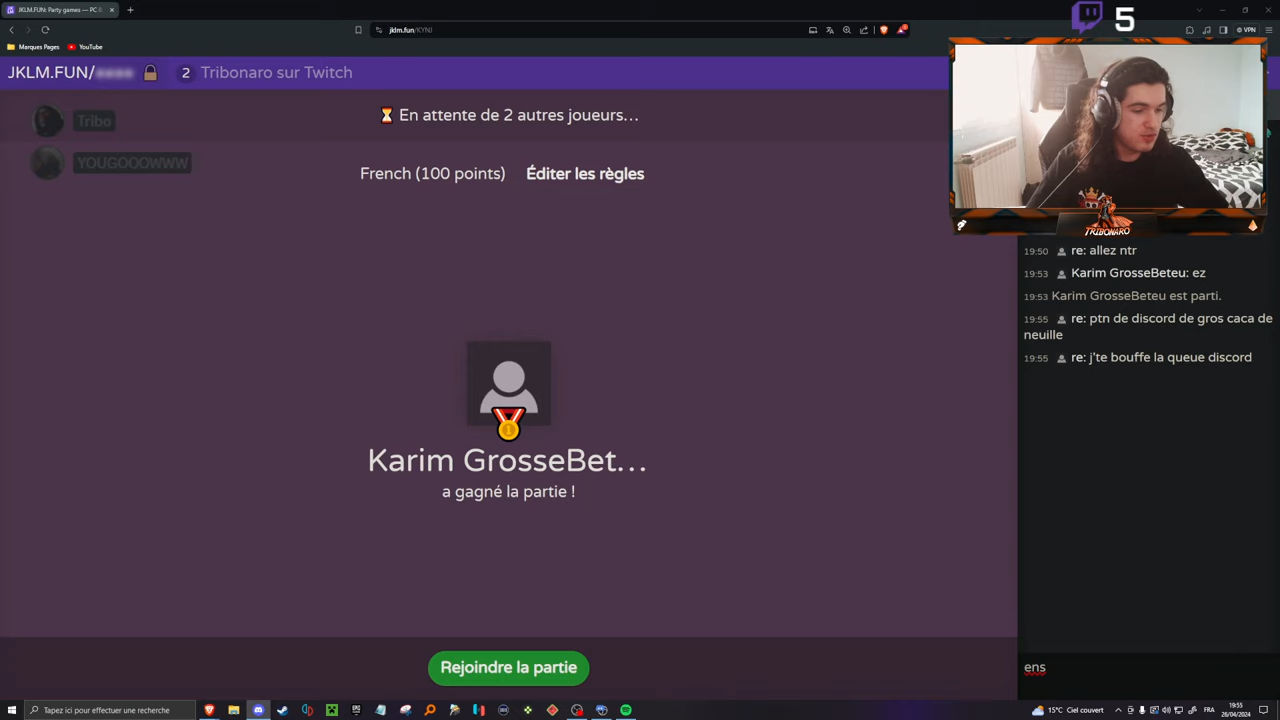 JKLM.FUN: Party games — PC &
5
jklm.fun/KYNJ
VPN
Marques Pages
YouTube
JKLM.FUN/
2
Tribonaro sur Twitch
Tribo
YOUGOOOWWW
En attente de 2 autres joueurs…
French (100 points)
Éditer les règles
TRIBONARO
19:50 re: allez ntr
19:53 Karim GrosseBeteu: ez
19:53 Karim GrosseBeteu est parti.
19:55 re: ptn de discord de gros caca de
neuille
19:55 re: j'te bouffe la queue discord
Karim GrosseBet…
a gagné la partie !
Rejoindre la partie
ens
Tapez ici pour effectuer une recherche
15°C Ciel couvert
FRA
19:55
26/04/2024